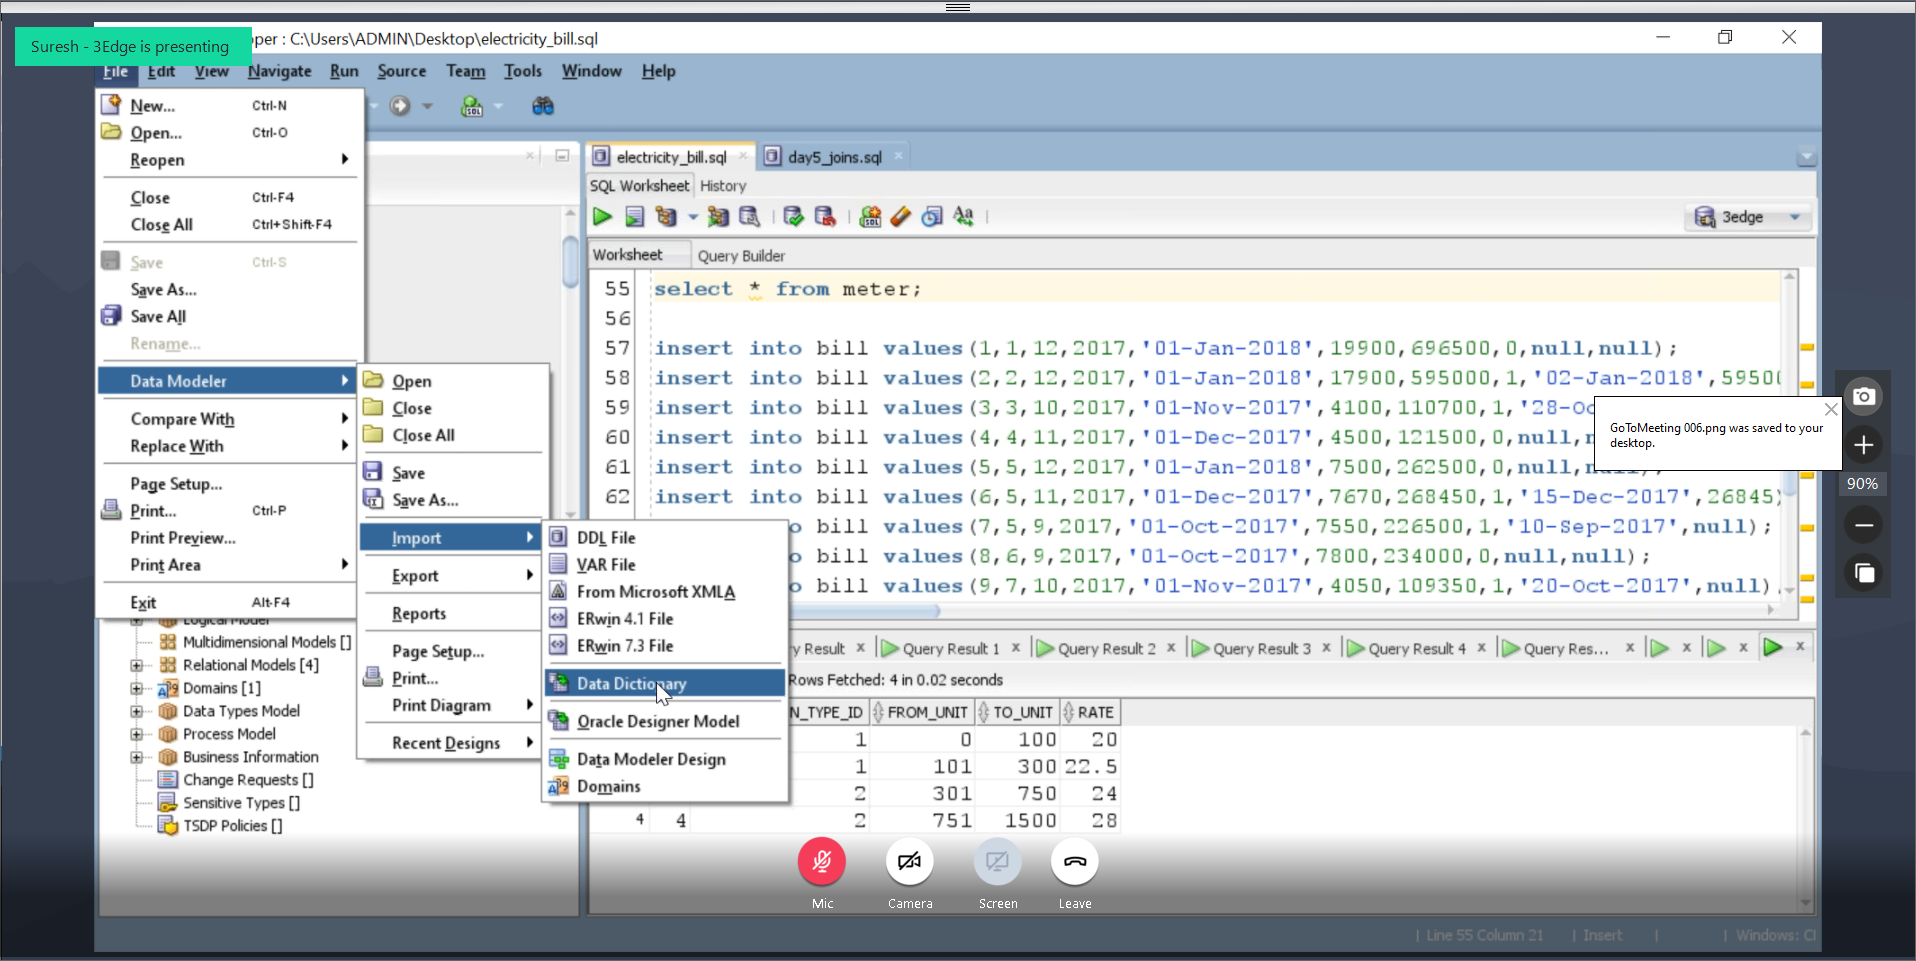 Suresh - 3Edge is presenting
oper : C:\Users\ADMIN\Desktop\electricity_bill.sql
File Edit View Navigate Run Source Team Tools Window Help
New... Ctrl-N
Open... Ctrl-O
Reopen
Close Ctrl-F4
Close All Ctrl+Shift-F4
Save Ctrl-S
Save As...
Save All
Rename...
Data Modeler
Compare With
Replace With
Page Setup...
Print... Ctrl-P
Print Preview...
Print Area
Exit Alt-F4
Open
Close
Close All
Save
Save As...
Import
Export
Reports
Page Setup...
Print...
Print Diagram
Recent Designs
DDL File
VAR File
From Microsoft XMLA
ERwin 4.1 File
ERwin 7.3 File
Data Dictionary
Oracle Designer Model
Data Modeler Design
Domains
Logical Model
Multidimensional Models []
Relational Models [4]
Domains [1]
Data Types Model
Process Model
Business Information
Change Requests []
Sensitive Types []
TSDP Policies []
electricity_bill.sql day5_joins.sql
SQL Worksheet History
3edge
Worksheet Query Builder
55 select * from meter;
56
57 insert into bill values(1,1,12,2017,'01-Jan-2018',19900,696500,0,null,null);
58 insert into bill values(2,2,12,2017,'01-Jan-2018',17900,595000,1,'02-Jan-2018',59500
59 insert into bill values(3,3,10,2017,'01-Nov-2017',4100,110700,1,'28-Oc
60 insert into bill values(4,4,11,2017,'01-Dec-2017',4500,121500,0,null,n
61 insert into bill values(5,5,12,2017,'01-Jan-2018',7500,262500,0,null,n
62 insert into bill values(6,5,11,2017,'01-Dec-2017',7670,268450,1,'15-Dec-2017',26845)
o bill values(7,5,9,2017,'01-Oct-2017',7550,226500,1,'10-Sep-2017',null);
o bill values(8,6,9,2017,'01-Oct-2017',7800,234000,0,null,null);
o bill values(9,7,10,2017,'01-Nov-2017',4050,109350,1,'20-Oct-2017',null)
GoToMeeting 006.png was saved to your
desktop.
90%
ry Result Query Result 1 Query Result 2 Query Result 3 Query Result 4 Query Res...
Rows Fetched: 4 in 0.02 seconds
N_TYPE_ID FROM_UNIT TO_UNIT RATE
1 0 100 20
1 101 300 22.5
2 301 750 24
4 4 2 751 1500 28
Mic Camera Screen Leave
Line 55 Column 21 Insert Windows: CI